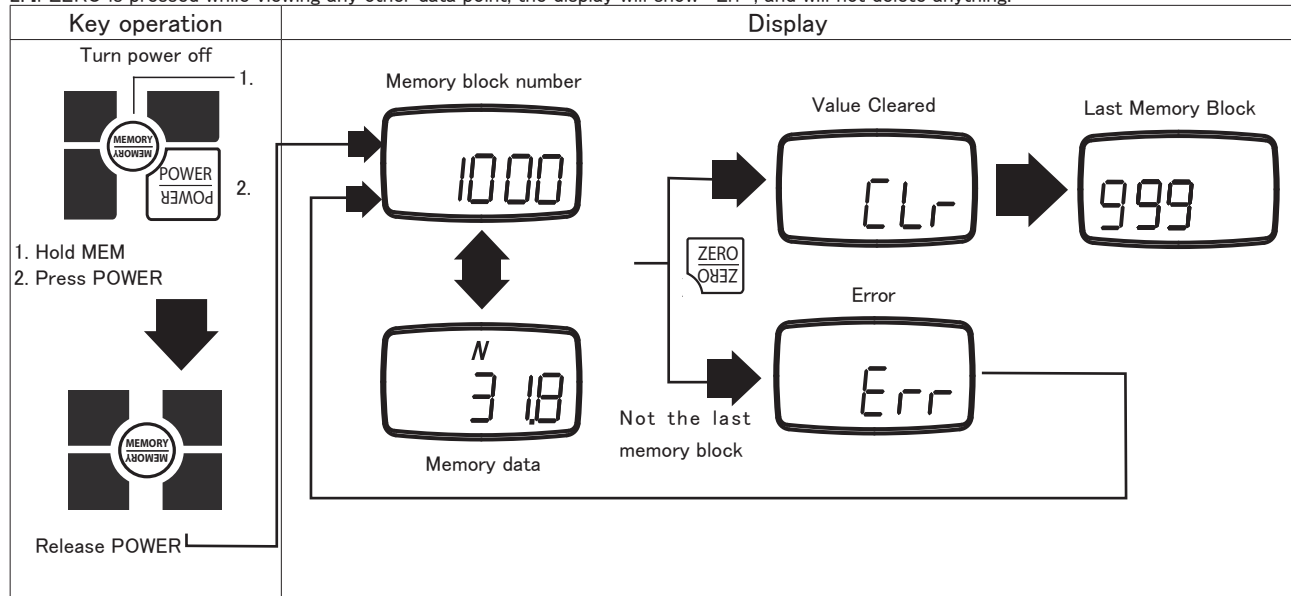 2. If ZERO is pressed while viewing any other data point, the display will show "Err", and will not delete anything.
Key operation
Display
Turn power off
1.
MEMORY
MEMORY
POWER
POWER
2.
1. Hold MEM
2. Press POWER
MEMORY
MEMORY
Release POWER
Memory block number
1000
N
31.8
Memory data
ZERO
ZERO
Value Cleared
CLr
Last Memory Block
999
Error
Err
Not the last
memory block